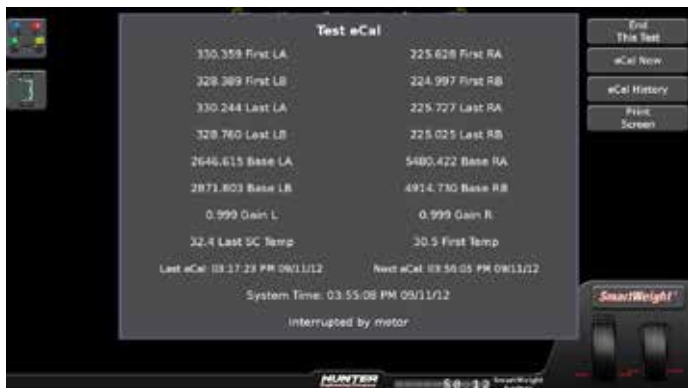 Test eCal
330.359 First LA 225.628 First RA
328.389 First LB 224.997 First RB
330.244 Last LA 225.727 Last RA
328.760 Last LB 225.025 Last RB
2646.615 Base LA 5480.422 Base RA
2871.803 Base LB 4914.730 Base RB
0.999 Gain L 0.999 Gain R
32.4 Last SC Temp 30.5 First Temp
Last eCal: 03:17:23 PM 09/11/12 Next eCal: 03:56:05 PM 09/11/12
System Time: 03:55:08 PM 09/11/12
Interrupted by motor
End
This Test
eCal Now
eCal History
Print
Screen
SmartWeight
HUNTER